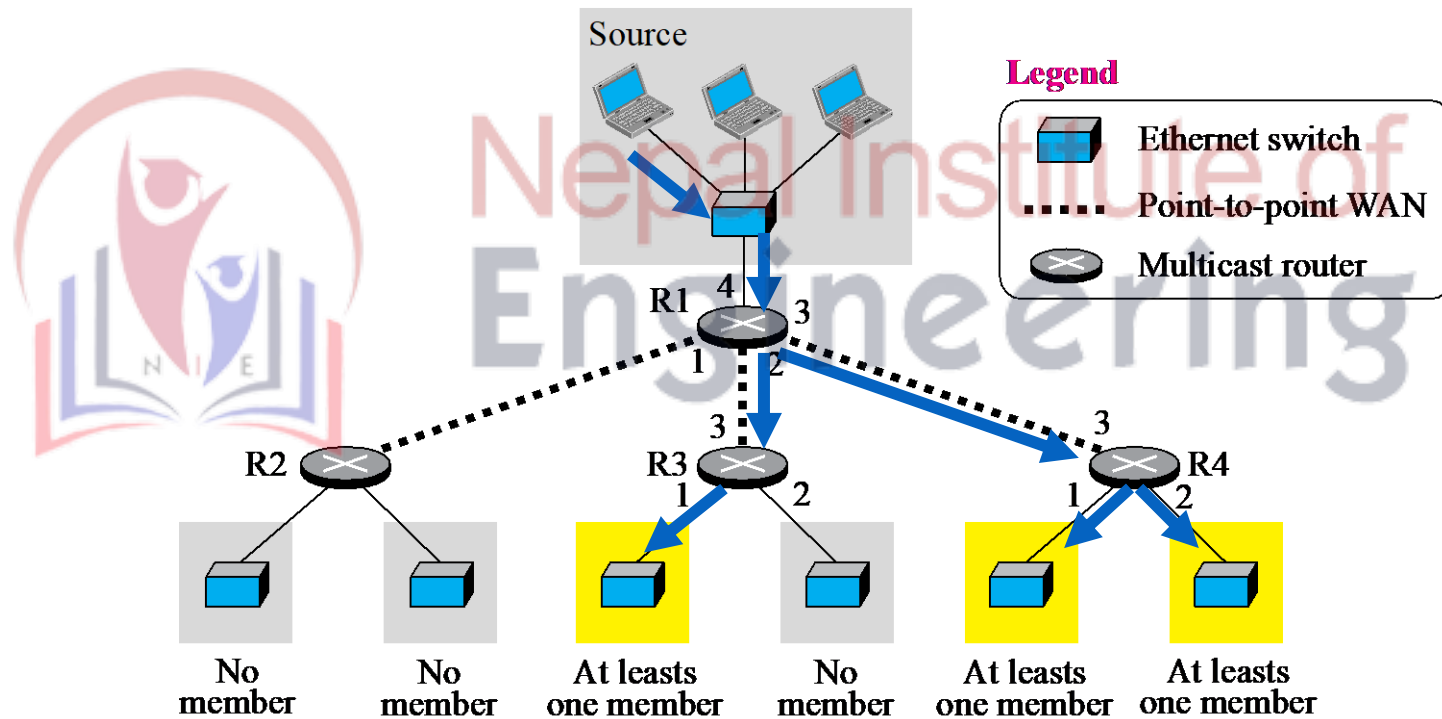 Source
Legend
Ethernet switch
Point-to-point WAN
Multicast router
Nepal Institute of
Engineering
N I E
4
R1
3
1
2
3
3
R2
R3
R4
1
2
1
2
No
member
No
member
At leasts
one member
No
member
At leasts
one member
At leasts
one member